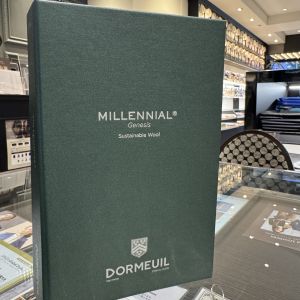 MILLENNIAL®
Genesis
Sustainable Wool
DORMEUIL